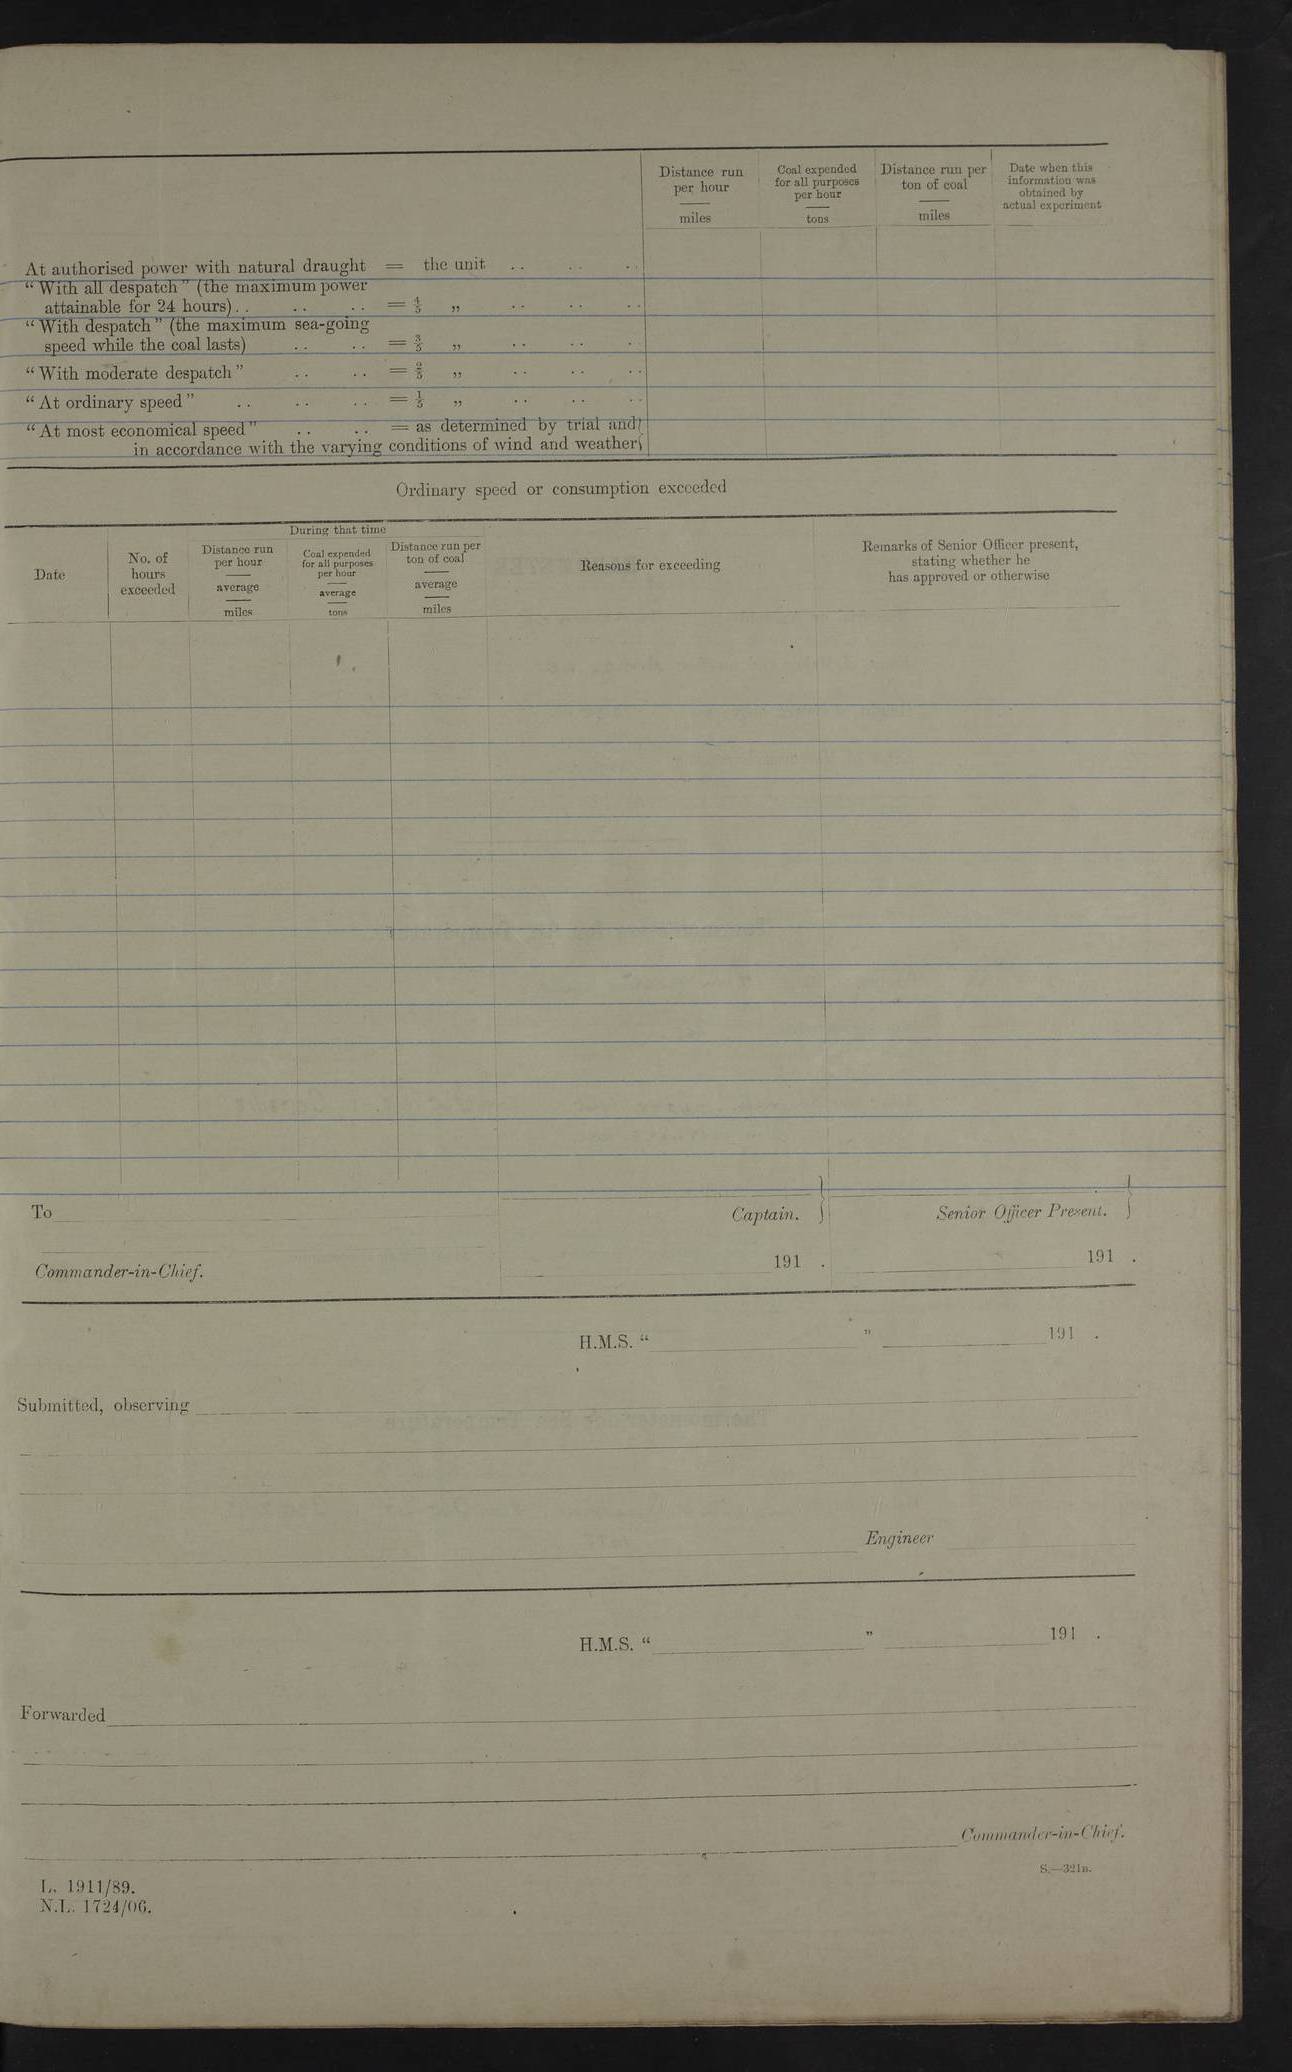 Distance run
per hour
miles
Coal expended
for all purposes
per hour
tons
Distance run per
ton of coal
miles
Date when this
information was
obtained by
actual experiment
At authorised power with natural draught = the unit .. .. ..
“With all despatch” (the maximum power
attainable for 24 hours).. .. .. = 4/5 „ .. .. ..
“With despatch” (the maximum sea-going
speed while the coal lasts) .. .. = 3/5 „ .. .. ..
“With moderate despatch” .. .. = 2/5 „ .. .. ..
“At ordinary speed” .. .. .. = 1/5 „ .. .. ..
“At most economical speed” .. .. = as determined by trial and
in accordance with the varying conditions of wind and weather
Ordinary speed or consumption exceeded
Date
No. of
hours
exceeded
During that time
Distance run
per hour
average
miles
Coal expended
for all purposes
per hour
average
tons
Distance run per
ton of coal
average
miles
Reasons for exceeding
Remarks of Senior Officer present,
stating whether he
has approved or otherwise
To
Captain.
Senior Officer Present.
Commander-in-Chief.
191 .
191 .
H.M.S. “ ” 191 .
Submitted, observing
Engineer
H.M.S. “ ” 191 .
Forwarded
Commander-in-Chief.
S.—321B.
L. 1911/89.
N.L. 1724/06.